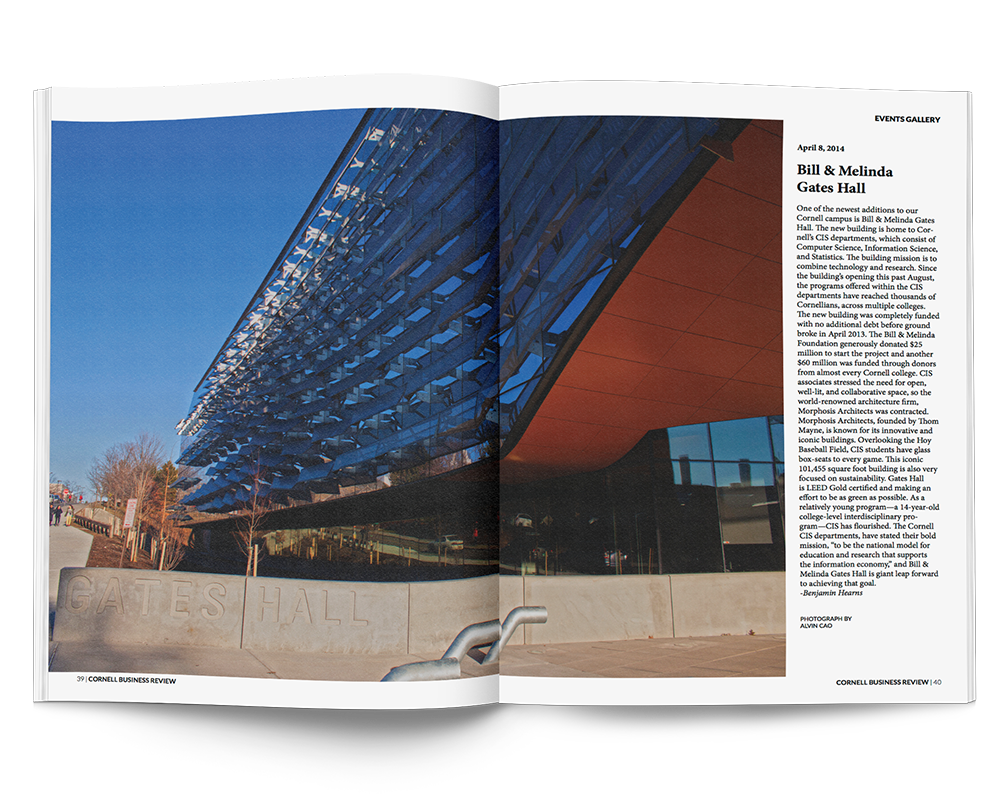 GATES HALL
39 | CORNELL BUSINESS REVIEW
EVENTS GALLERY
April 8, 2014
Bill & Melinda
Gates Hall
One of the newest additions to our
Cornell campus is Bill & Melinda Gates
Hall. The new building is home to Cor-
nell's CIS departments, which consist of
Computer Science, Information Science,
and Statistics. The building mission is to
combine technology and research. Since
the building's opening this past August,
the programs offered within the CIS
departments have reached thousands of
Cornellians, across multiple colleges.
The new building was completely funded
with no additional debt before ground
broke in April 2013. The Bill & Melinda
Foundation generously donated $25
million to start the project and another
$60 million was funded through donors
from almost every Cornell college. CIS
associates stressed the need for open,
well-lit, and collaborative space, so the
world-renowned architecture firm,
Morphosis Architects was contracted.
Morphosis Architects, founded by Thom
Mayne, is known for its innovative and
iconic buildings. Overlooking the Hoy
Baseball Field, CIS students have glass
box-seats to every game. This iconic
101,455 square foot building is also very
focused on sustainability. Gates Hall
is LEED Gold certified and making an
effort to be as green as possible. As a
relatively young program—a 14-year-old
college-level interdisciplinary pro-
gram—CIS has flourished. The Cornell
CIS departments, have stated their bold
mission, "to be the national model for
education and research that supports
the information economy," and Bill &
Melinda Gates Hall is giant leap forward
to achieving that goal.
-Benjamin Hearns
PHOTOGRAPH BY
ALVIN CAO
CORNELL BUSINESS REVIEW | 40